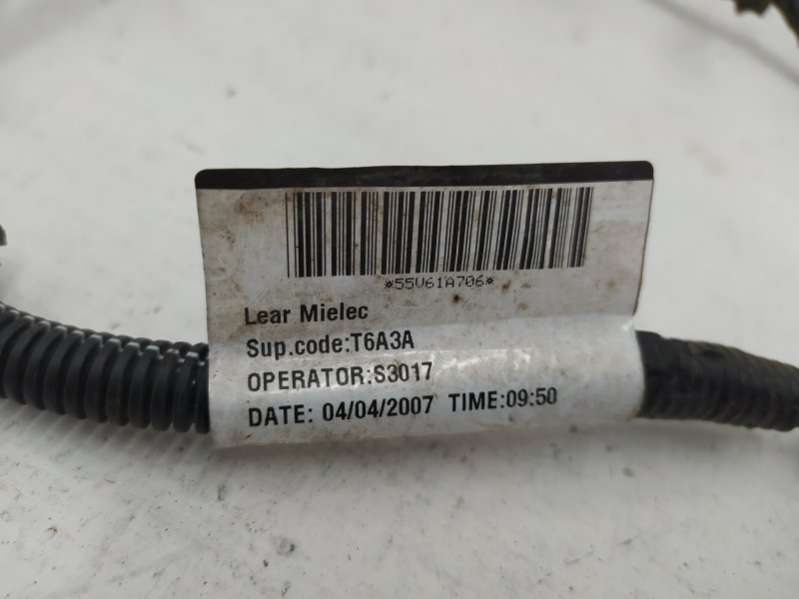 *55V61A706*
Lear Mielec
Sup.code:T6A3A
OPERATOR:S3017
DATE: 04/04/2007 TIME:09:50